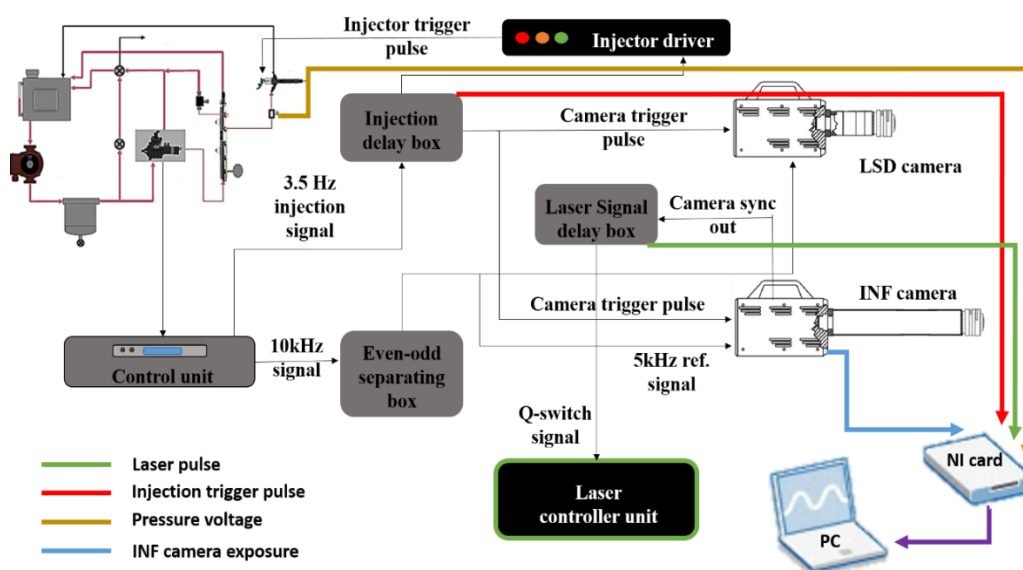 Injector trigger
pulse
Injector driver
Injection
delay box
Camera trigger
pulse
LSD camera
3.5 Hz
injection
signal
Laser Signal
delay box
Camera sync
out
INF camera
Camera trigger pulse
Control unit
10kHz
signal
Even-odd
separating
box
5kHz ref.
signal
Q-switch
signal
Laser
controller unit
NI card
PC
Laser pulse
Injection trigger pulse
Pressure voltage
INF camera exposure